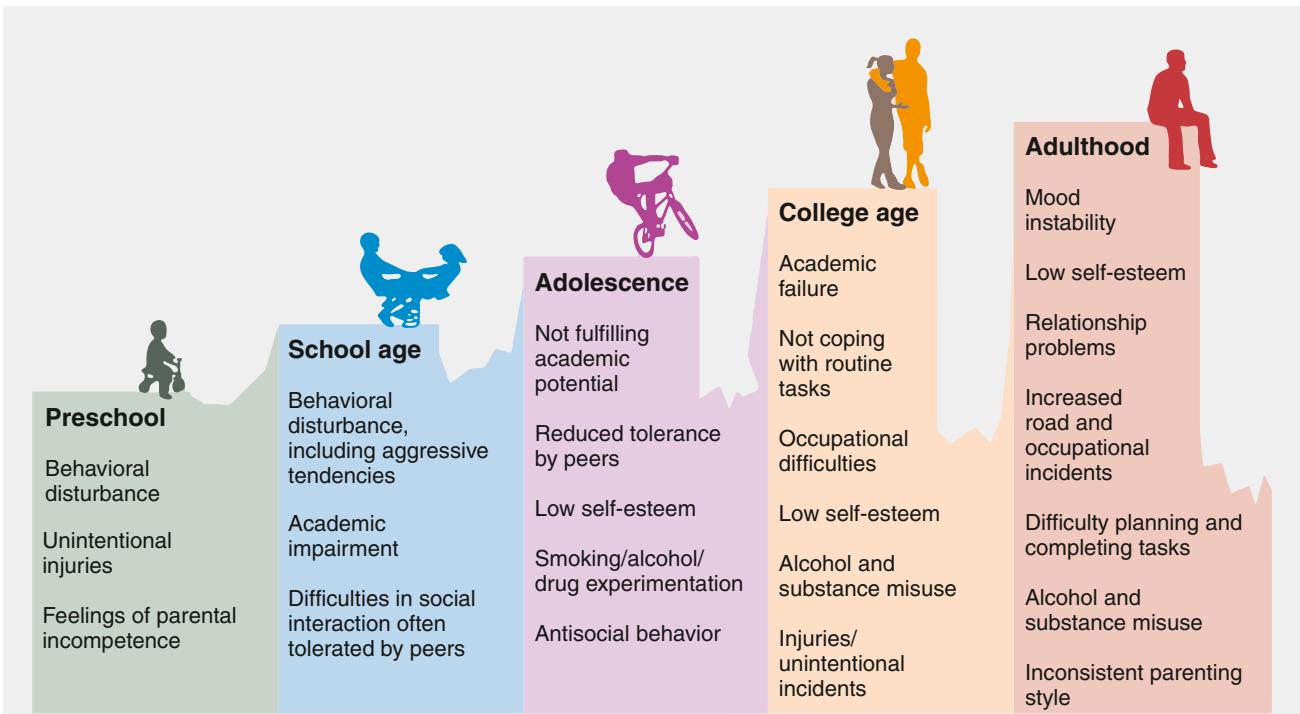 Preschool
Behavioral
disturbance
Unintentional
injuries
Feelings of parental
incompetence
School age
Behavioral
disturbance,
including aggressive
tendencies
Academic
impairment
Difficulties in social
interaction often
tolerated by peers
Adolescence
Not fulfilling
academic
potential
Reduced tolerance
by peers
Low self-esteem
Smoking/alcohol/
drug experimentation
Antisocial behavior
College age
Academic
failure
Not coping
with routine
tasks
Occupational
difficulties
Low self-esteem
Alcohol and
substance misuse
Injuries/
unintentional
incidents
Adulthood
Mood
instability
Low self-esteem
Relationship
problems
Increased
road and
occupational
incidents
Difficulty planning and
completing tasks
Alcohol and
substance misuse
Inconsistent parenting
style